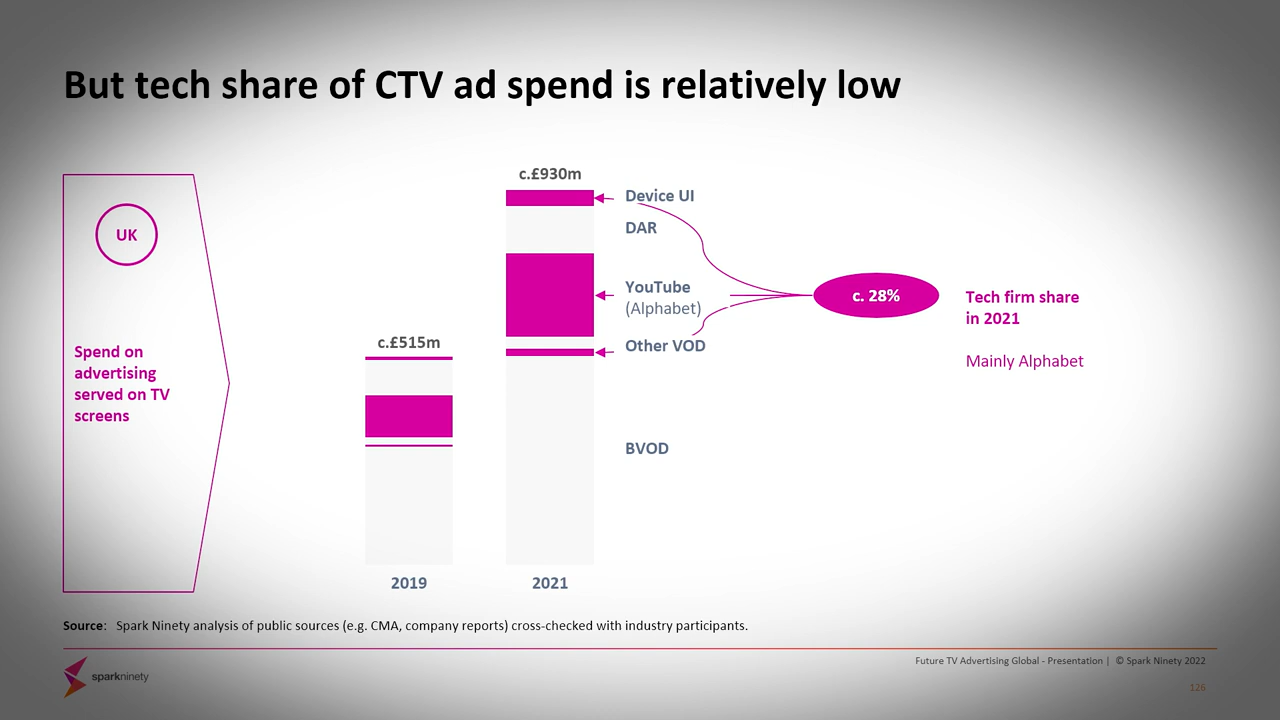 But tech share of CTV ad spend is relatively low
UK
Spend on
advertising
served on TV
screens
c.£515m
2019
c.£930m
2021
Device UI
DAR
YouTube
(Alphabet)
Other VOD
BVOD
c. 28%
Tech firm share
in 2021
Mainly Alphabet
Source: Spark Ninety analysis of public sources (e.g. CMA, company reports) cross-checked with industry participants.
sparkninety
Future TV Advertising Global - Presentation | © Spark Ninety 2022
126